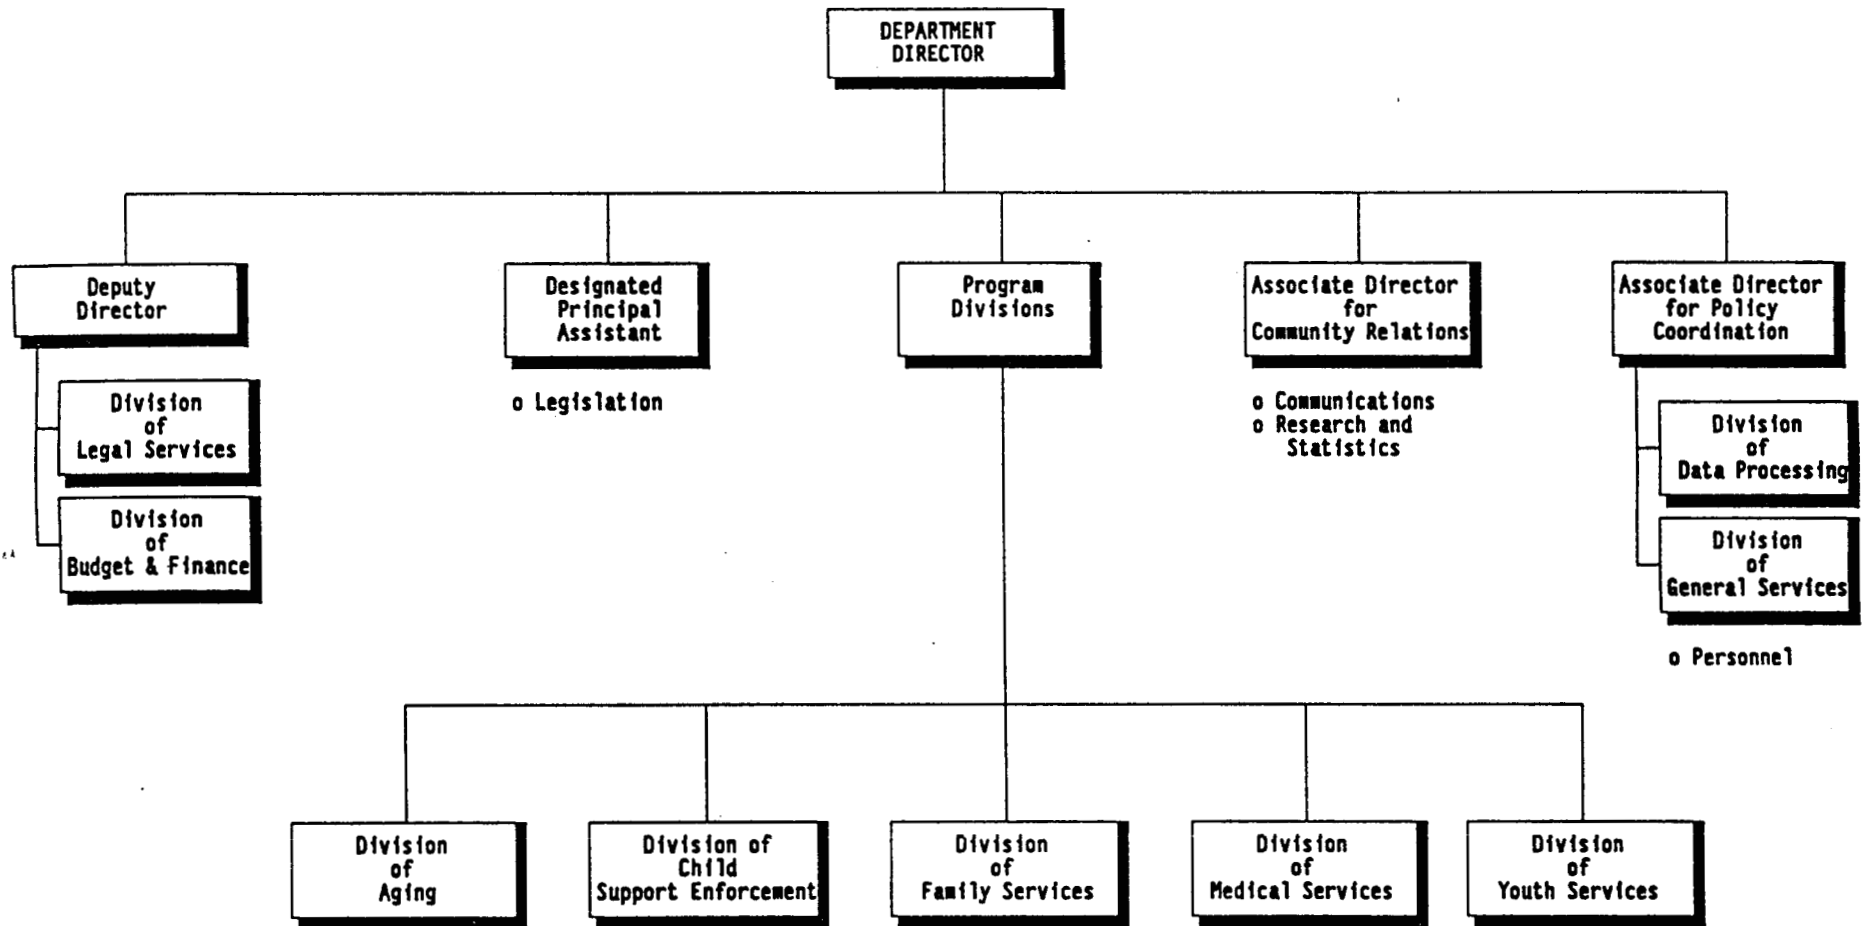 DEPARTMENT
DIRECTOR
Deputy
Director
Designated
Principal
Assistant
Program
Divisions
Associate Director
for
Community Relations
Associate Director
for Policy
Coordination
Division
of
Legal Services
Division
of
Budget & Finance
o Legislation
o Communications
o Research and
Statistics
Division
of
Data Processing
Division
of
General Services
o Personnel
Division
of
Aging
Division of
Child
Support Enforcement
Division
of
Family Services
Division
of
Medical Services
Division
of
Youth Services